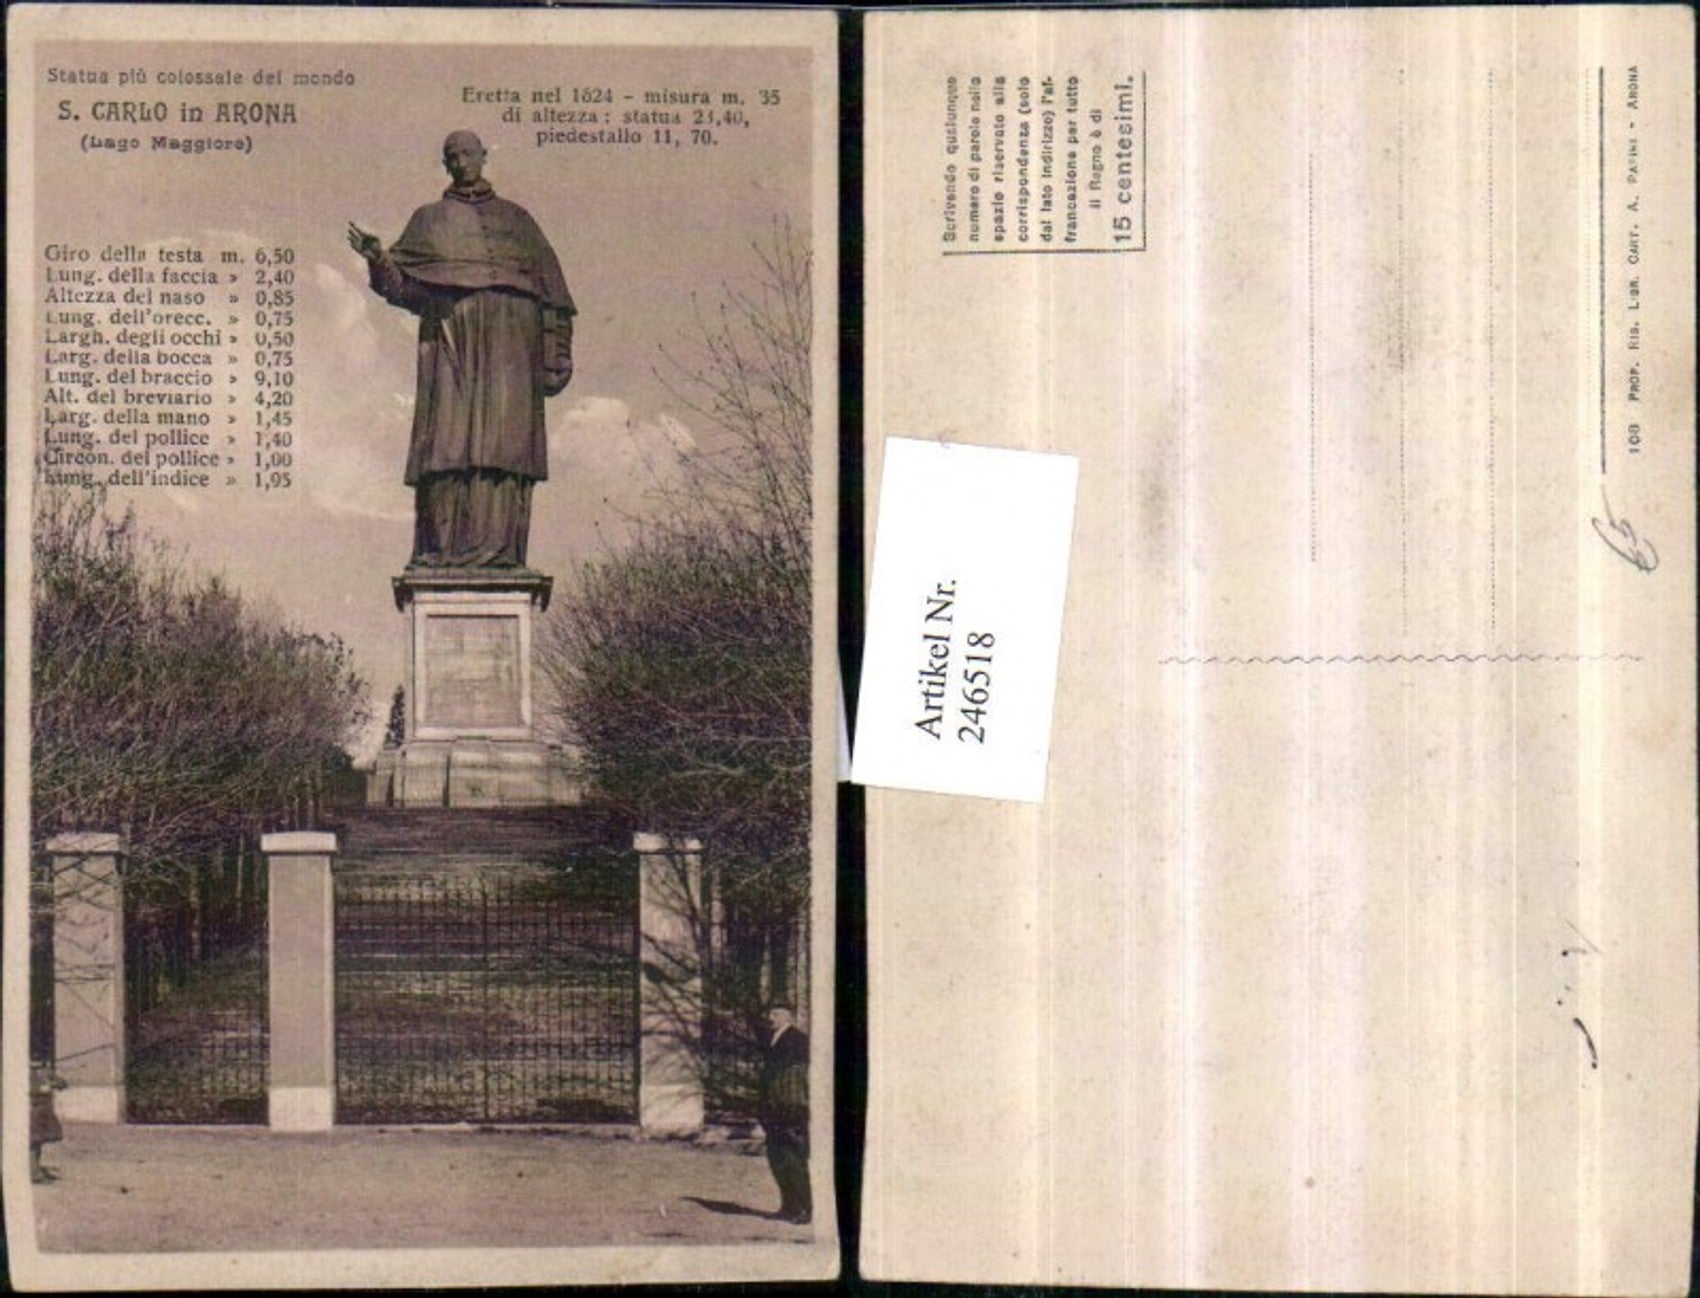 Statua più colossale del mondo
S. CARLO in ARONA
(Lago Maggiore)
Eretta nel 1624 - misura m. 35
di altezza: statua 23,40,
piedestallo 11, 70.
Giro della testa m. 6,50
Lung. della faccia » 2,40
Altezza del naso » 0,85
Lung. dell'orecc. » 0,75
Largh. degli occhi » 0,50
Larg. della bocca » 0,75
Lung. del braccio » 9,10
Alt. del breviario » 4,20
Larg. della mano » 1,45
Lung. del pollice » 1,40
Circon. del pollice » 1,00
Lung. dell'indice » 1,95
Scrivendo qualunque
numero di parole nello
spazio riservato alla
corrispondenza (solo
dal lato indirizzo) l'af-
francazione per tutto
il Regno è di
15 centesimi.
Artikel Nr.
246518
108 PROP. RIS. LIBR. CART. A. - ARONA